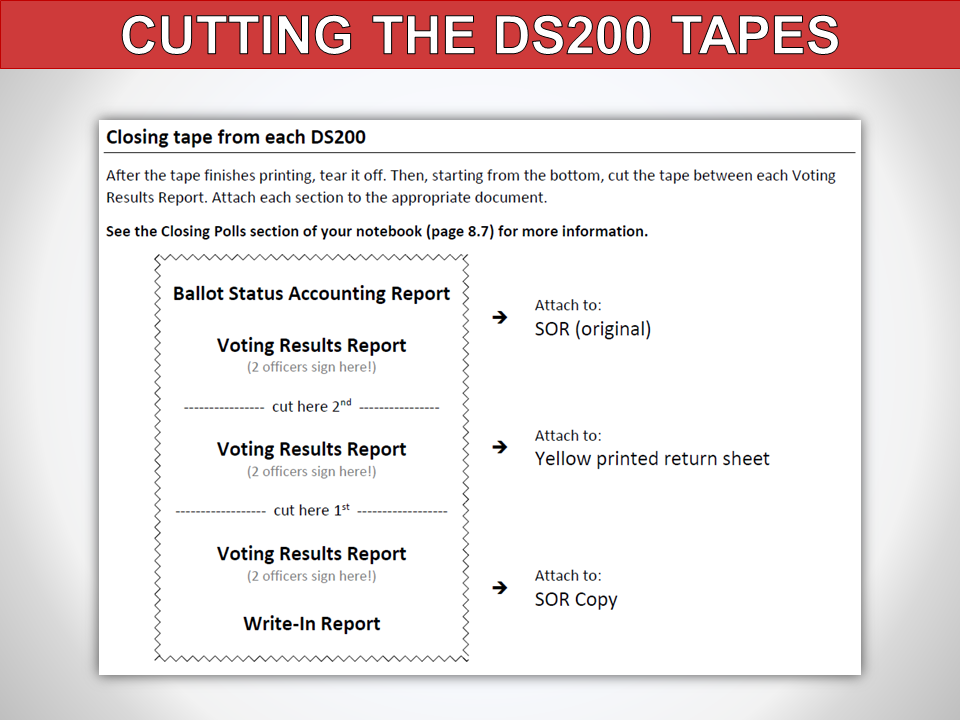 CUTTING THE DS200 TAPES
Closing tape from each DS200
After the tape finishes printing, tear it off. Then, starting from the bottom, cut the tape between each Voting
Results Report. Attach each section to the appropriate document.
See the Closing Polls section of your notebook (page 8.7) for more information.
Ballot Status Accounting Report
Voting Results Report
(2 officers sign here!)
➔ Attach to:
SOR (original)
---------------- cut here 2nd ----------------
Voting Results Report
(2 officers sign here!)
➔ Attach to:
Yellow printed return sheet
------------------ cut here 1st ------------------
Voting Results Report
(2 officers sign here!)
Write-In Report
➔ Attach to:
SOR Copy